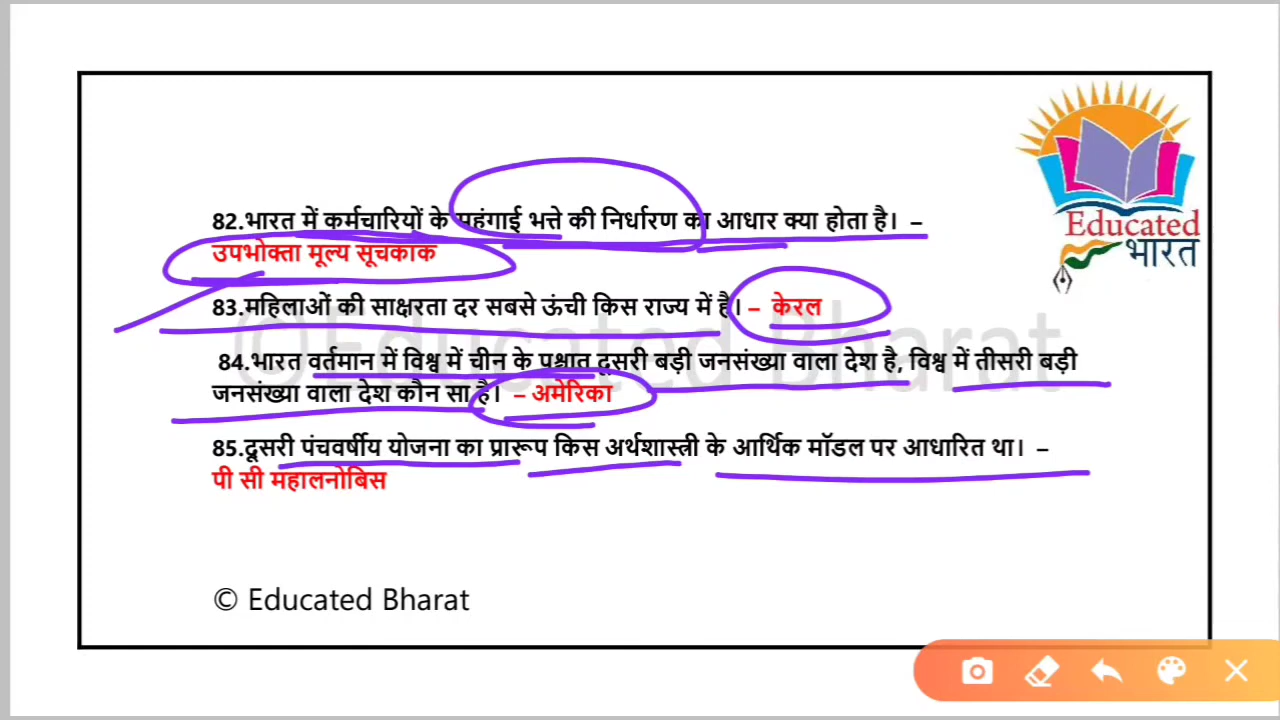 Educated
भारत
82.भारत में कर्मचारियों के महंगाई भत्ते की निर्धारण का आधार क्या होता है। –
उपभोक्ता मूल्य सूचकाक
83.महिलाओं की साक्षरता दर सबसे ऊंची किस राज्य में है। – केरल
84.भारत वर्तमान में विश्व में चीन के पश्चात दूसरी बड़ी जनसंख्या वाला देश है, विश्व में तीसरी बड़ी
जनसंख्या वाला देश कौन सा है। – अमेरिका
85.दूसरी पंचवर्षीय योजना का प्रारूप किस अर्थशास्त्री के आर्थिक मॉडल पर आधारित था। –
पी सी महालनोबिस
©Educated Bharat
© Educated Bharat